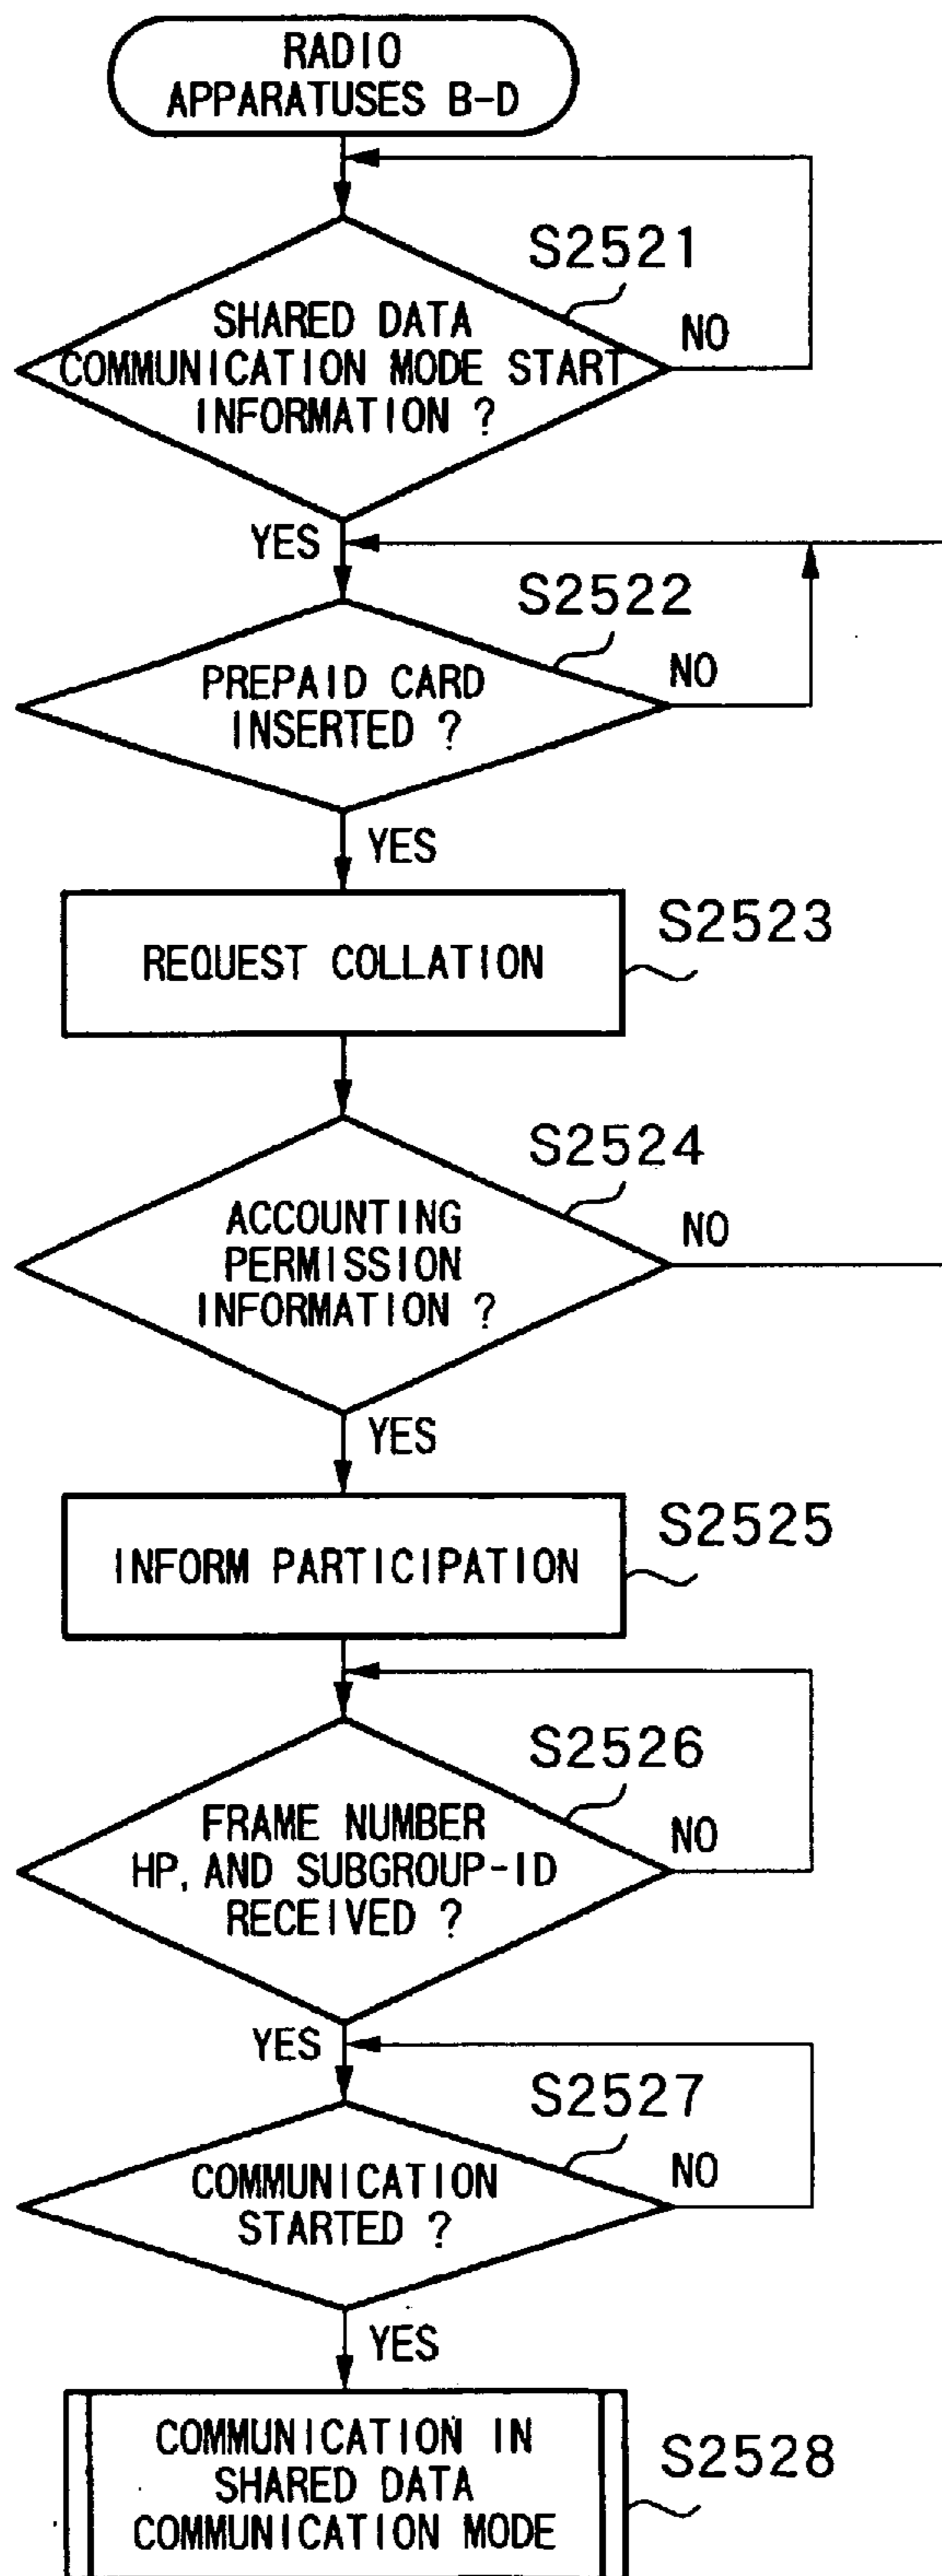 RADIO
APPARATUSES B-D
S2521
SHARED DATA
COMMUNICATION MODE START
INFORMATION ?
NO
YES
S2522
PREPAID CARD
INSERTED ?
NO
YES
REQUEST COLLATION
S2523
S2524
ACCOUNTING
PERMISSION
INFORMATION ?
NO
YES
INFORM PARTICIPATION
S2525
S2526
FRAME NUMBER
HP, AND SUBGROUP-ID
RECEIVED ?
NO
YES
S2527
COMMUNICATION
STARTED ?
NO
YES
COMMUNICATION IN
SHARED DATA
COMMUNICATION MODE
S2528